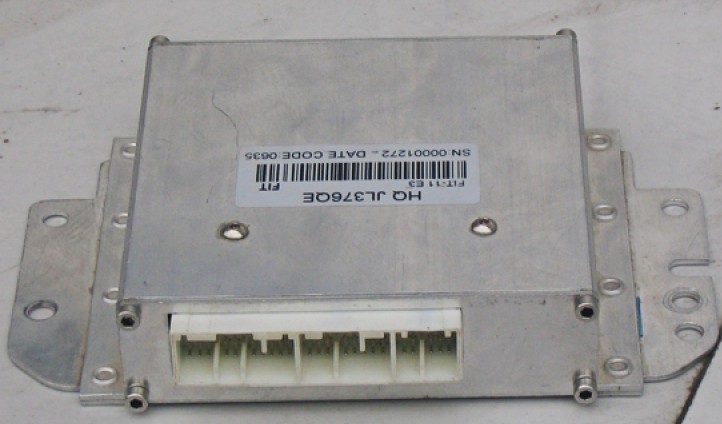 HQ JL376QE
FIT-11 E3
FIT
SN 00001272 - DATE CODE:0635